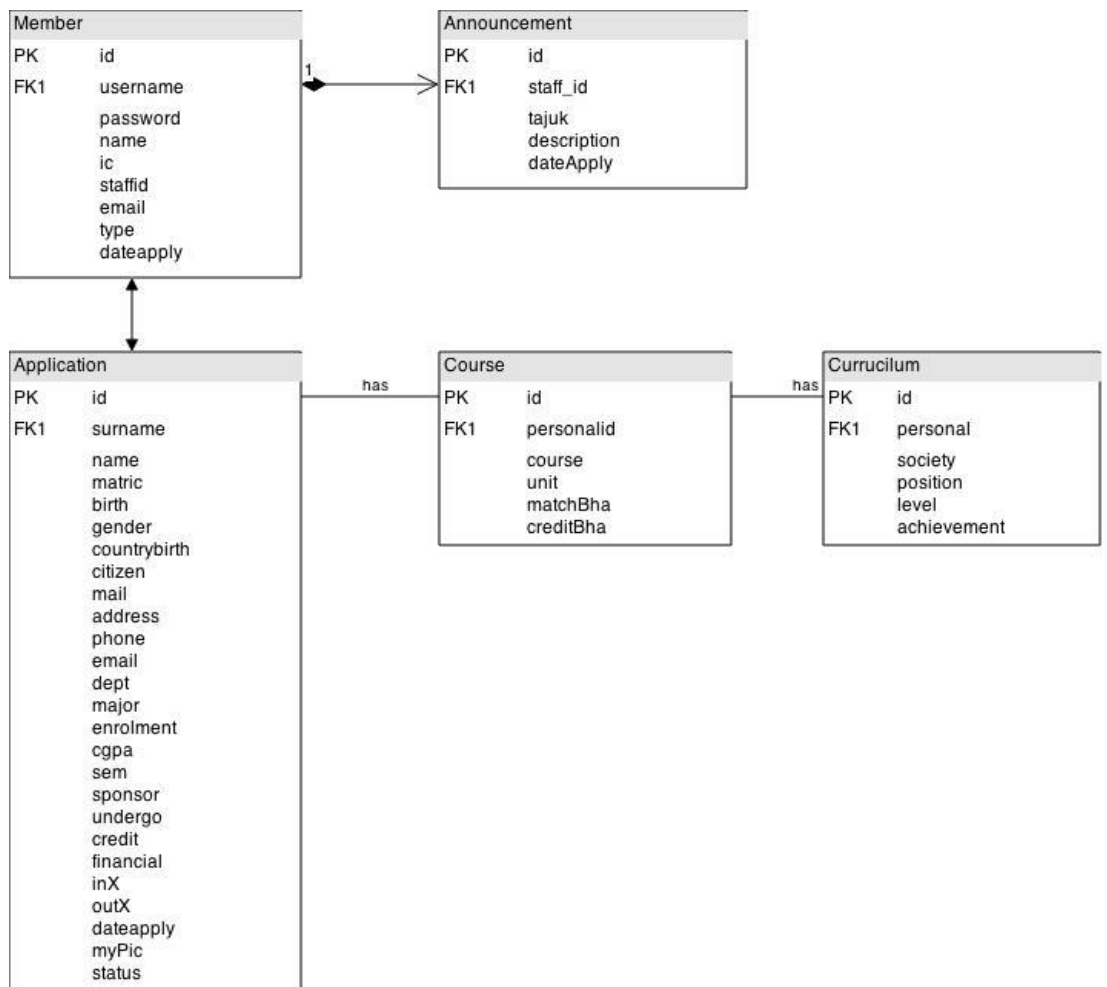 Member
PK id
FK1 username
password
name
ic
staffid
email
type
dateapply
1
Announcement
PK id
FK1 staff_id
tajuk
description
dateApply
Application
PK id
FK1 surname
name
matric
birth
gender
countrybirth
citizen
mail
address
phone
email
dept
major
enrolment
cgpa
sem
sponsor
undergo
credit
financial
inX
outX
dateapply
myPic
status
has
Course
PK id
FK1 personalid
course
unit
matchBha
creditBha
has
Currucilum
PK id
FK1 personal
society
position
level
achievement